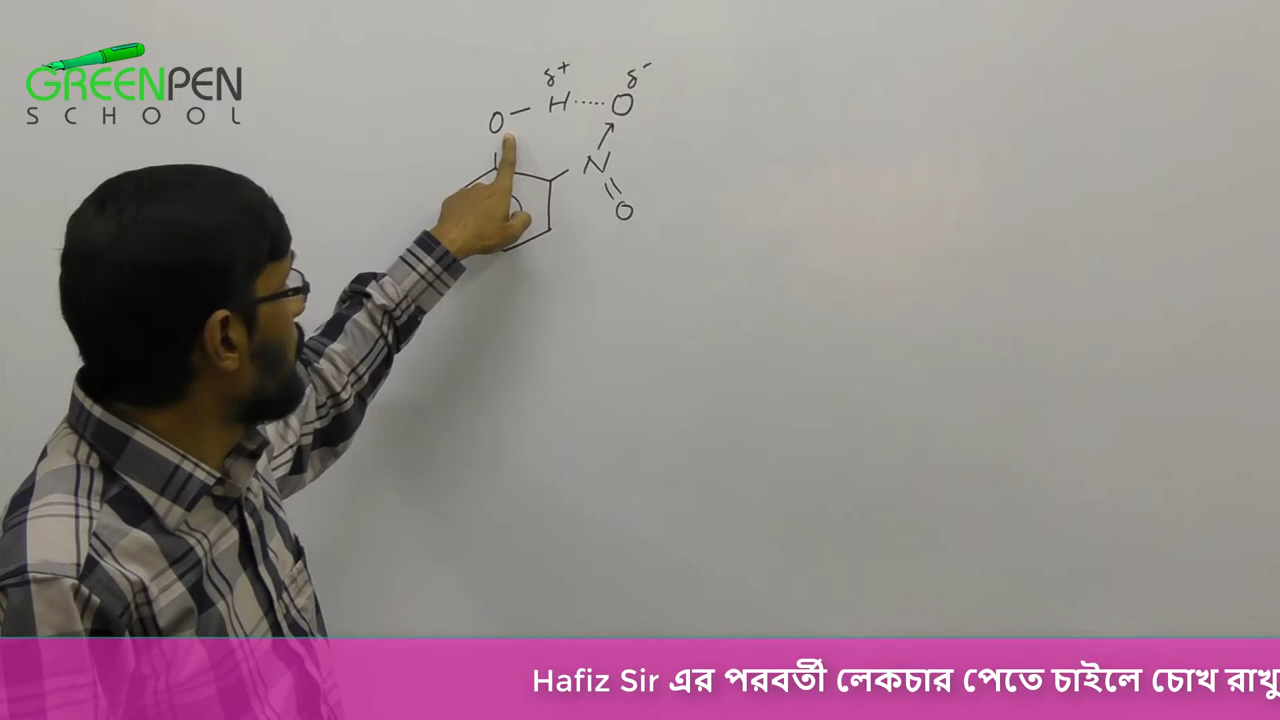 GREENPEN
SCHOOL
δ+ δ-
O — H ····· O
N
O
Hafiz Sir এর পরবর্তী লেকচার পেতে চাইলে চোখ রাখু